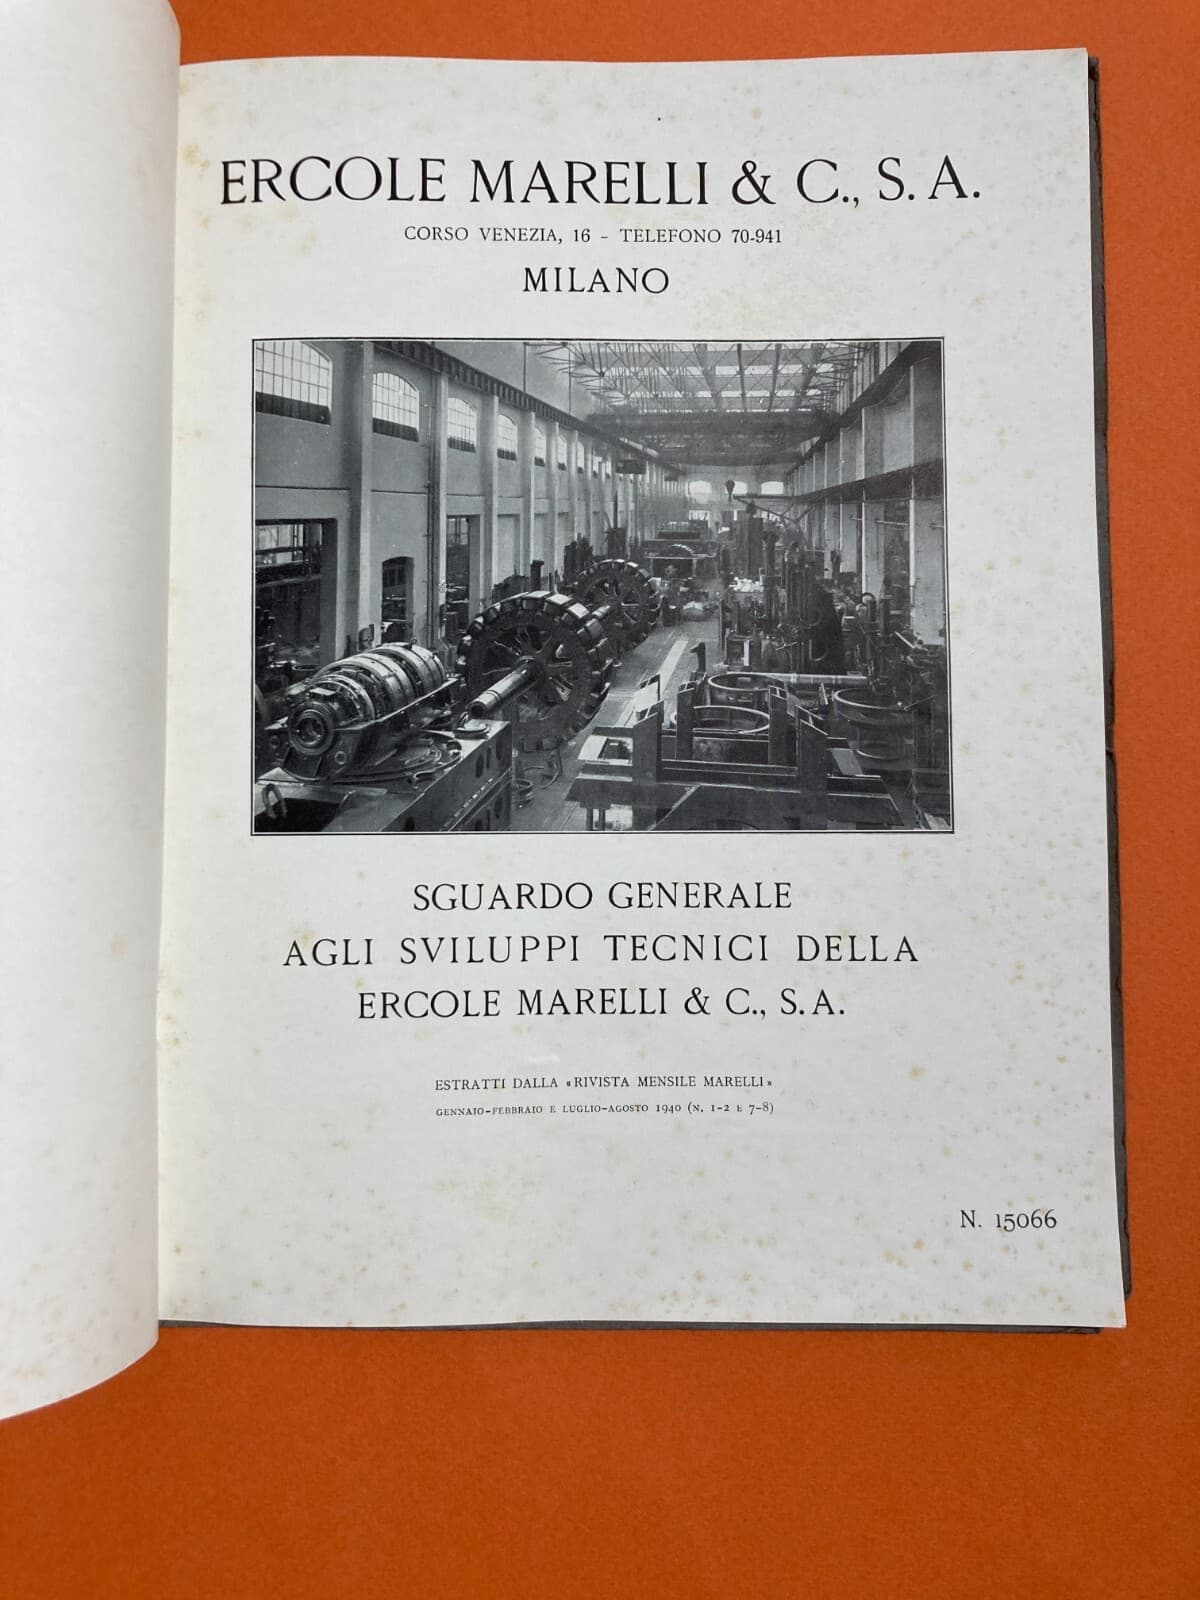 ERCOLE MARELLI & C., S. A.
CORSO VENEZIA, 16 – TELEFONO 70-941
MILANO
SGUARDO GENERALE
AGLI SVILUPPI TECNICI DELLA
ERCOLE MARELLI & C., S. A.
ESTRATTI DALLA «RIVISTA MENSILE MARELLI»
GENNAIO-FEBBRAIO E LUGLIO-AGOSTO 1940 (N. 1-2 E 7-8)
N. 15066